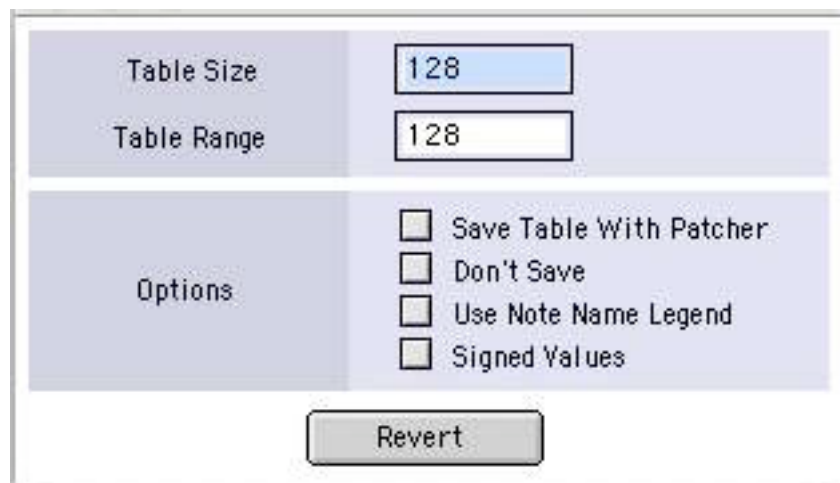 Table Size 128
Table Range 128
Save Table With Patcher
Don't Save
Options
Use Note Name Legend
Signed Values
Revert